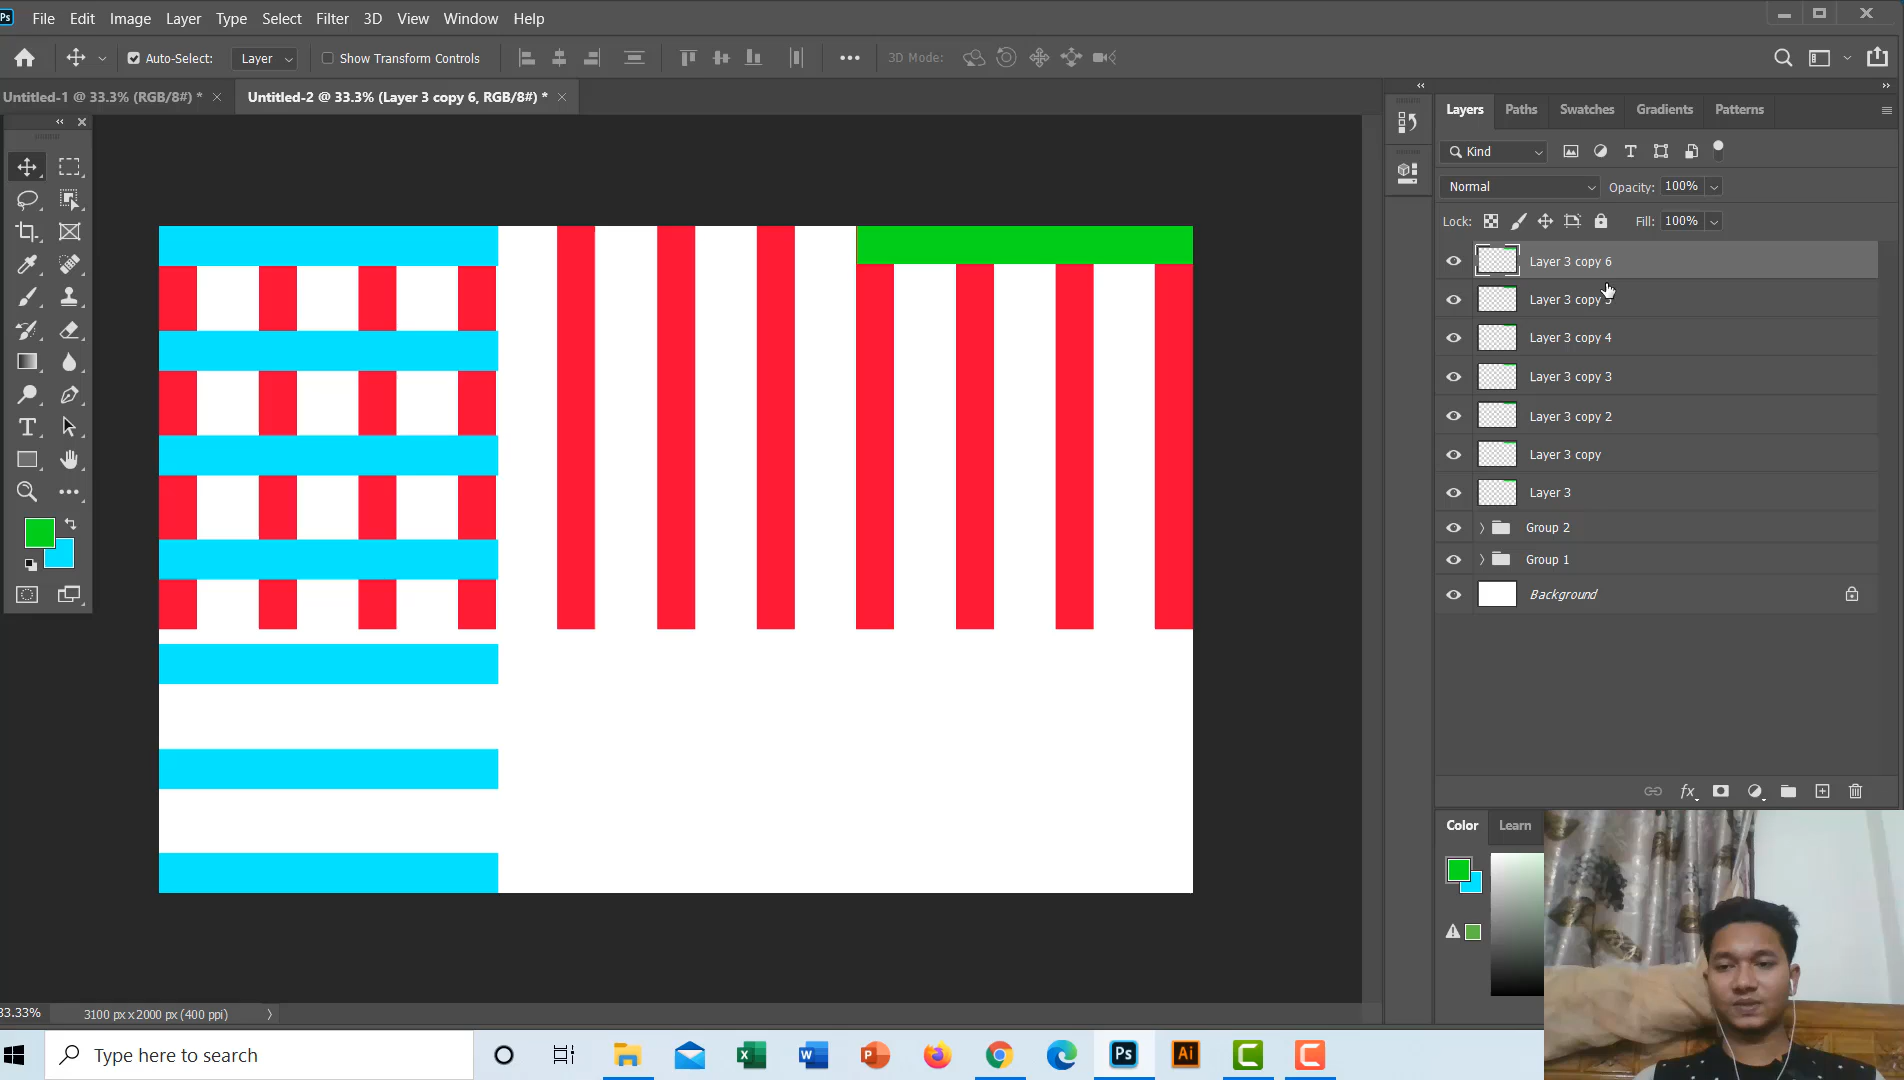 Ps File Edit Image Layer Type Select Filter 3D View Window Help
Auto-Select: Layer Show Transform Controls 3D Mode:
Untitled-1 @ 33.3% (RGB/8#) * Untitled-2 @ 33.3% (Layer 3 copy 6, RGB/8#) *
Layers Paths Swatches Gradients Patterns
Kind
Normal Opacity: 100%
Lock: Fill: 100%
Layer 3 copy 6
Layer 3 copy 5
Layer 3 copy 4
Layer 3 copy 3
Layer 3 copy 2
Layer 3 copy
Layer 3
Group 2
Group 1
Background
fx
Color Learn
33.33% 3100 px x 2000 px (400 ppi)
Type here to search
Ps Ai